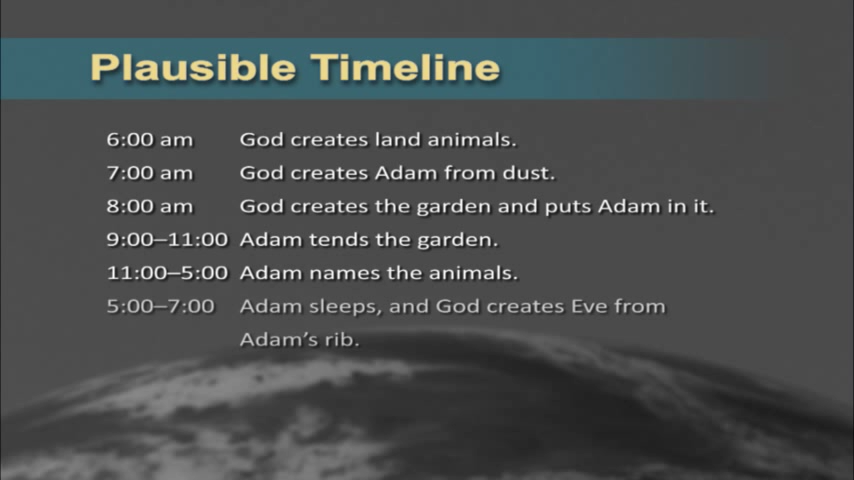 Plausible Timeline
6:00 am God creates land animals.
7:00 am God creates Adam from dust.
8:00 am God creates the garden and puts Adam in it.
9:00–11:00 Adam tends the garden.
11:00–5:00 Adam names the animals.
5:00–7:00 Adam sleeps, and God creates Eve from
Adam’s rib.